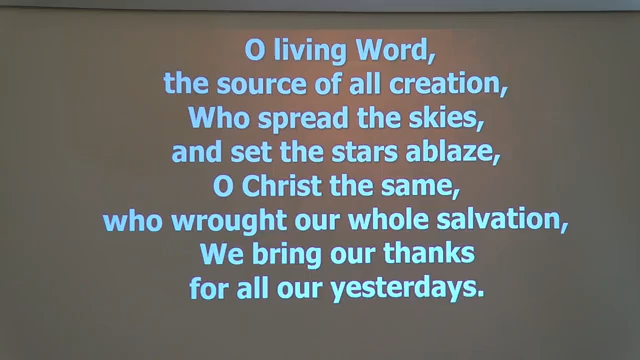 O living Word,
the source of all creation,
Who spread the skies,
and set the stars ablaze,
O Christ the same,
who wrought our whole salvation,
We bring our thanks
for all our yesterdays.